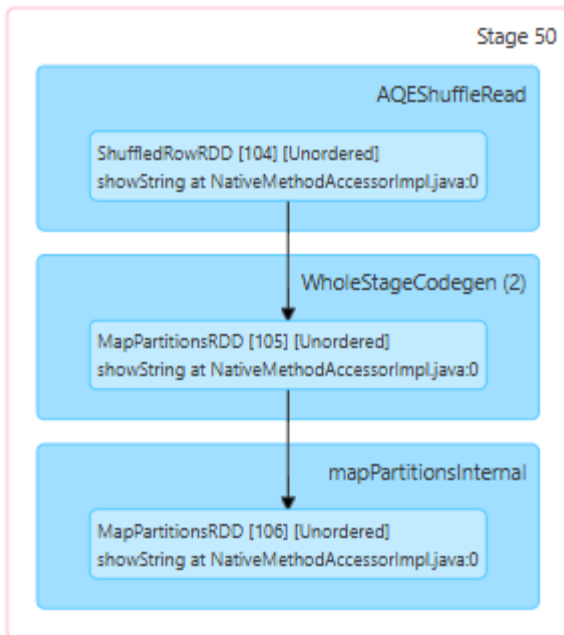 Stage 50
AQEShuffleRead
ShuffledRowRDD [104] [Unordered]
showString at NativeMethodAccessorImpl.java:0
WholeStageCodegen (2)
MapPartitionsRDD [105] [Unordered]
showString at NativeMethodAccessorImpl.java:0
mapPartitionsInternal
MapPartitionsRDD [106] [Unordered]
showString at NativeMethodAccessorImpl.java:0